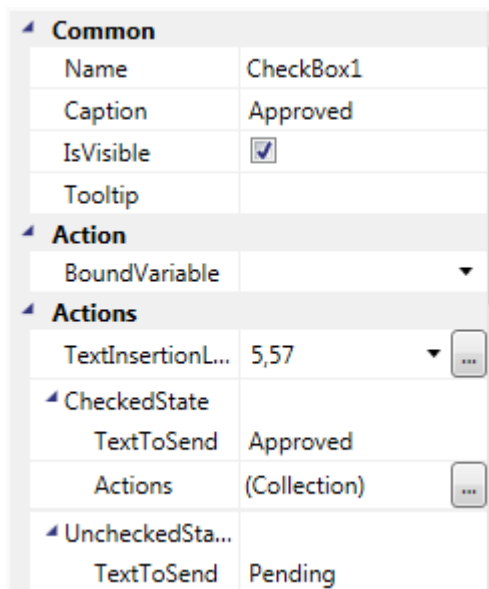 Common
Name CheckBox1
Caption Approved
IsVisible
Tooltip
Action
BoundVariable
Actions
TextInsertionL... 5,57 ...
CheckedState
TextToSend Approved
Actions (Collection) ...
UncheckedSta...
TextToSend Pending